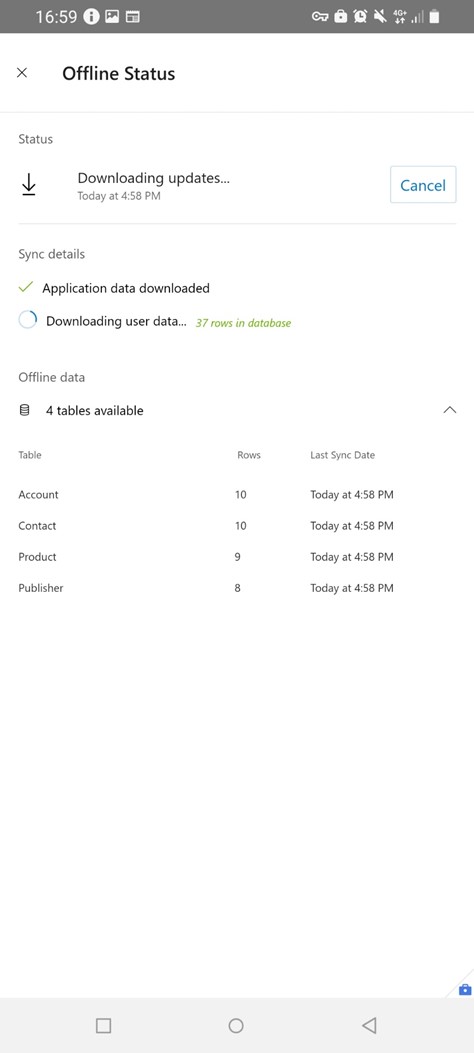 16:59
4G+
Offline Status
Status
Downloading updates...
Today at 4:58 PM
Cancel
Sync details
Application data downloaded
Downloading user data... 37 rows in database
Offline data
4 tables available
Table Rows Last Sync Date
Account 10 Today at 4:58 PM
Contact 10 Today at 4:58 PM
Product 9 Today at 4:58 PM
Publisher 8 Today at 4:58 PM